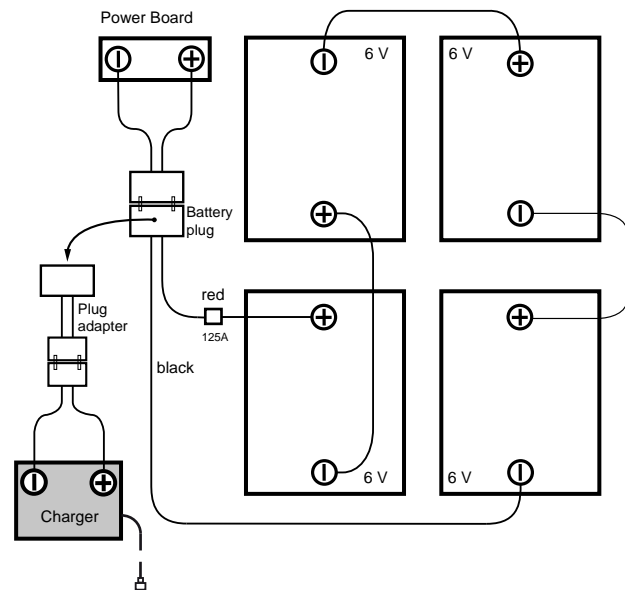 Power Board
6 V
6 V
Battery
plug
Plug
adapter
red
125A
black
6 V
6 V
Charger